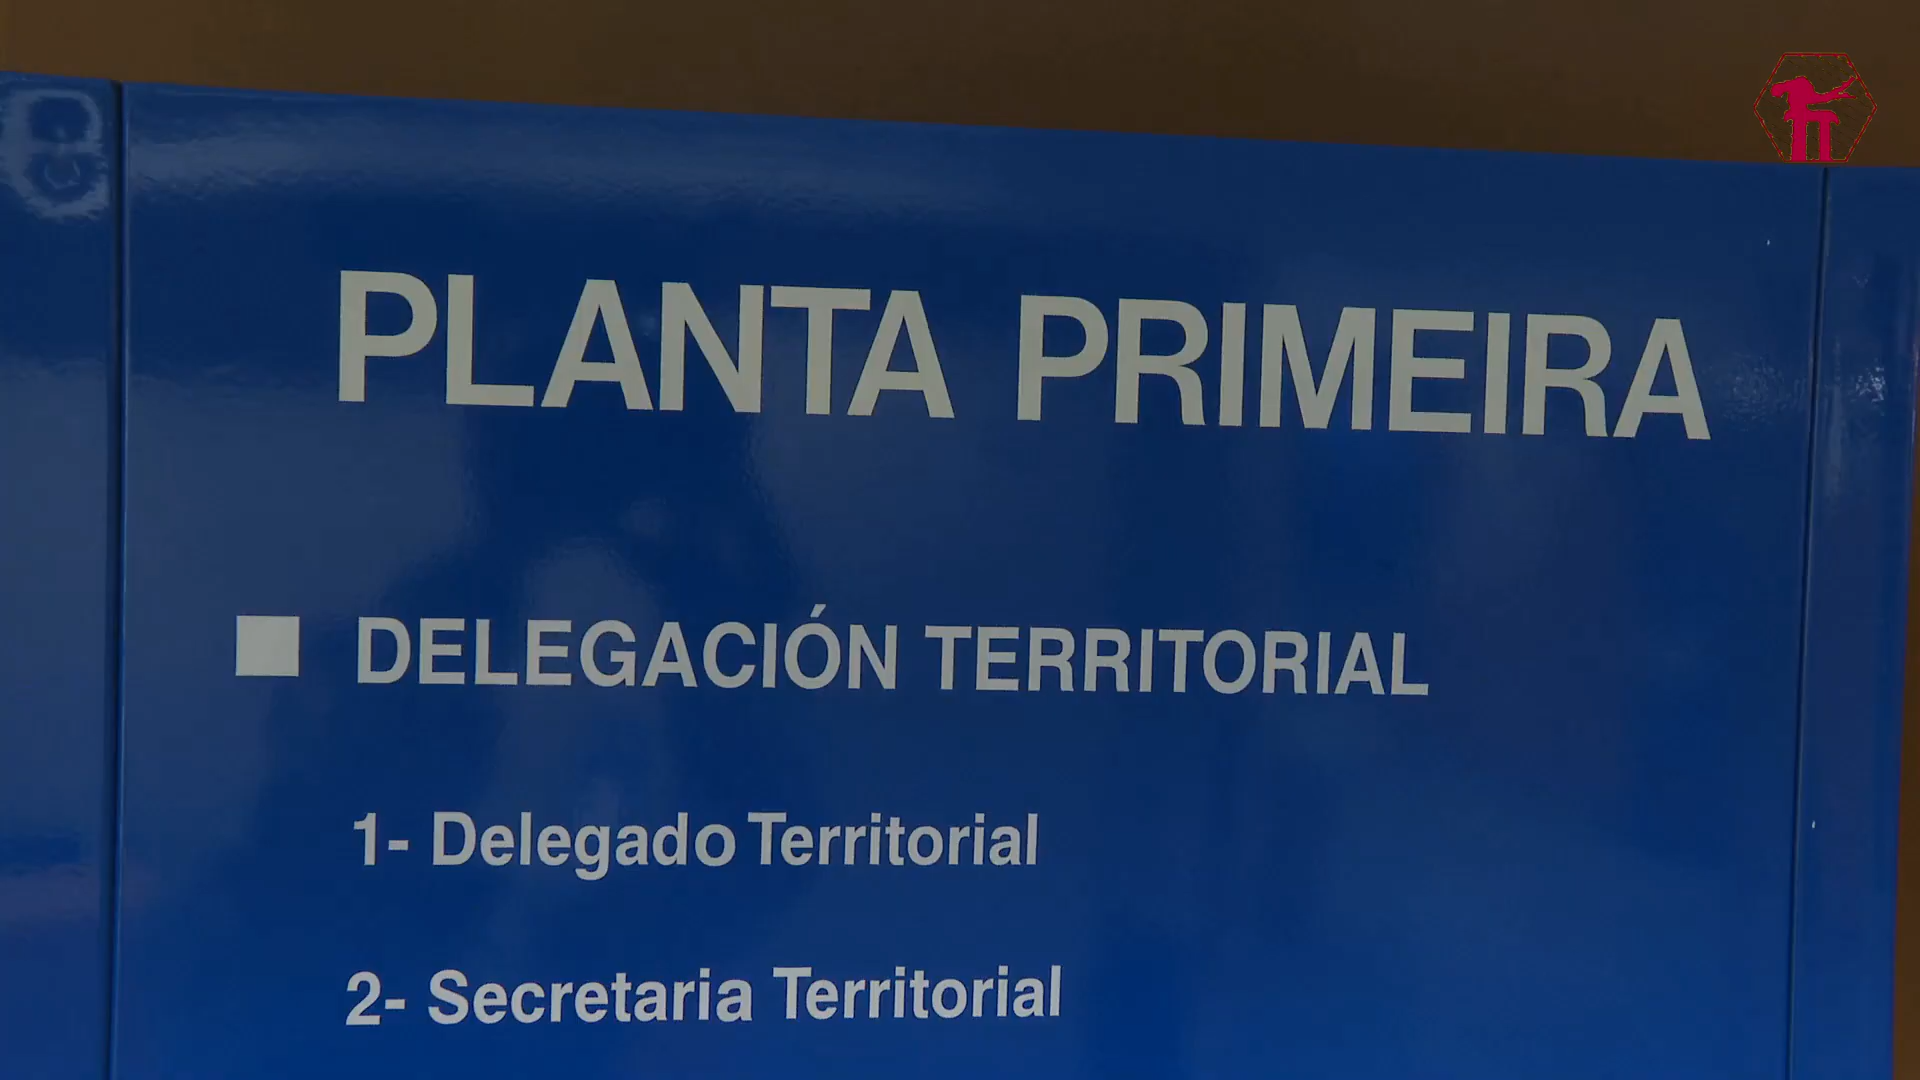 PLANTA PRIMEIRA
DELEGACIÓN TERRITORIAL
1- Delegado Territorial
2- Secretaria Territorial